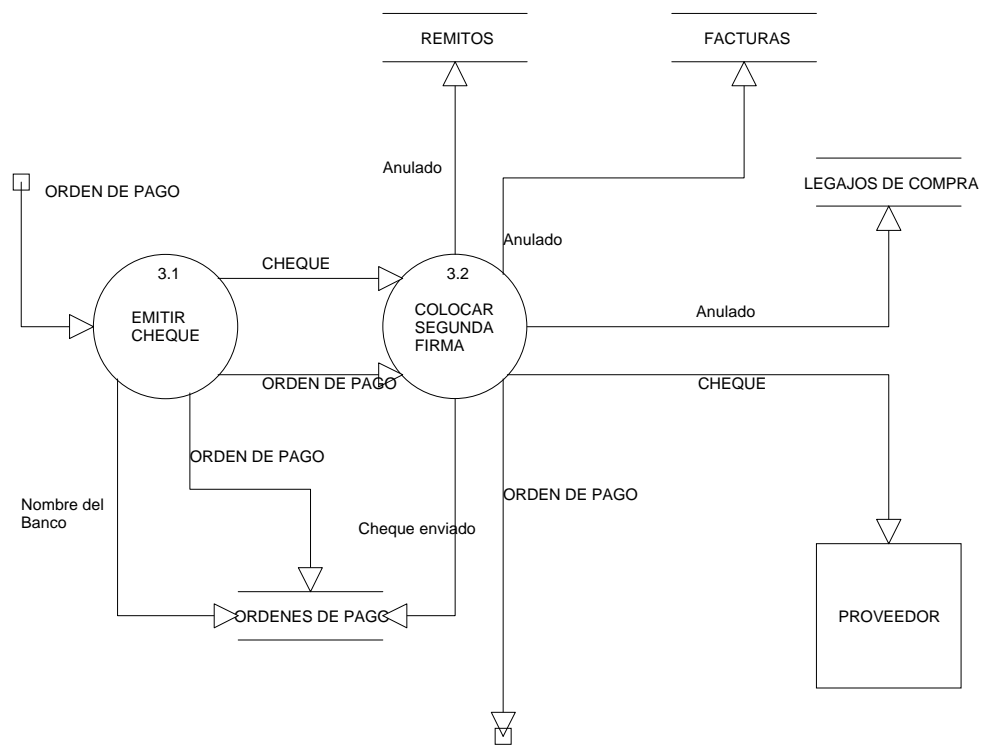 REMITOS
FACTURAS
Anulado
ORDEN DE PAGO
LEGAJOS DE COMPRA
Anulado
CHEQUE
3.1
EMITIR
CHEQUE
3.2
COLOCAR
SEGUNDA
FIRMA
Anulado
ORDEN DE PAGO
CHEQUE
ORDEN DE PAGO
Nombre del
Banco
Cheque enviado
ORDEN DE PAGO
ORDENES DE PAGO
PROVEEDOR